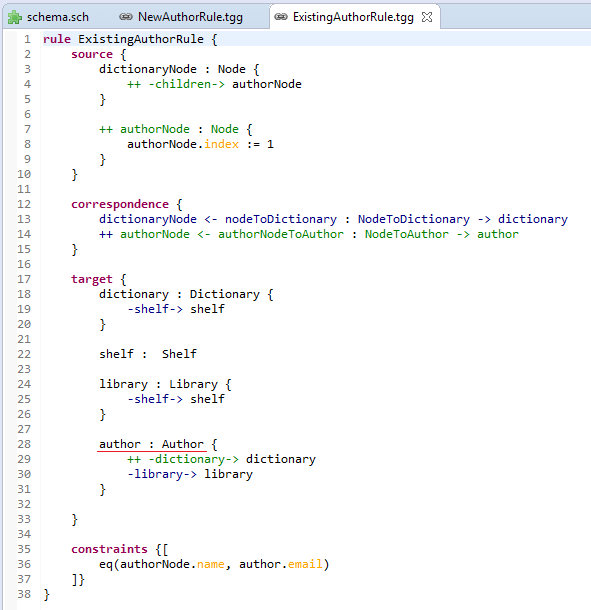 schema.sch NewAuthorRule.tgg ExistingAuthorRule.tgg
1 rule ExistingAuthorRule {
2     source {
3         dictionaryNode : Node {
4             ++ -children-> authorNode
5         }
6
7         ++ authorNode : Node {
8             authorNode.index := 1
9         }
10     }
11
12     correspondence {
13         dictionaryNode <- nodeToDictionary : NodeToDictionary -> dictionary
14         ++ authorNode <- authorNodeToAuthor : NodeToAuthor -> author
15     }
16
17     target {
18         dictionary : Dictionary {
19             -shelf-> shelf
20         }
21
22         shelf :  Shelf
23
24         library : Library {
25             -shelf-> shelf
26         }
27
28         author : Author {
29             ++ -dictionary-> dictionary
30             -library-> library
31         }
32
33     }
34
35     constraints {[
36         eq(authorNode.name, author.email)
37     ]}
38 }